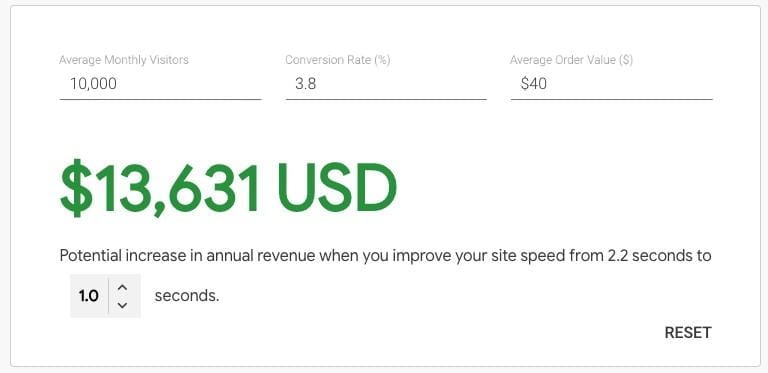 Average Monthly Visitors Conversion Rate (%) Average Order Value ($)
10,000 3.8 $40
$13,631 USD
Potential increase in annual revenue when you improve your site speed from 2.2 seconds to
1.0 seconds.
RESET